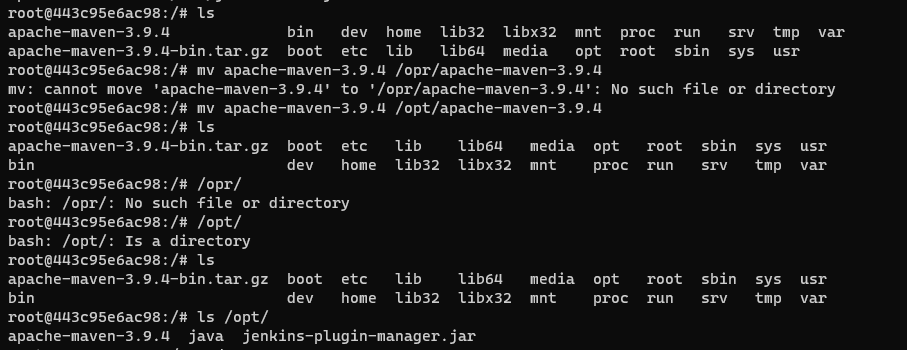 root@443c95e6ac98:/# ls
apache-maven-3.9.4             bin   dev  home  lib32  libx32  mnt  proc  run   srv  tmp  var
apache-maven-3.9.4-bin.tar.gz  boot  etc  lib   lib64  media   opt  root  sbin  sys  usr
root@443c95e6ac98:/# mv apache-maven-3.9.4 /opr/apache-maven-3.9.4
mv: cannot move 'apache-maven-3.9.4' to '/opr/apache-maven-3.9.4': No such file or directory
root@443c95e6ac98:/# mv apache-maven-3.9.4 /opt/apache-maven-3.9.4
root@443c95e6ac98:/# ls
apache-maven-3.9.4-bin.tar.gz  boot  etc   lib    lib64   media  opt   root  sbin  sys  usr
bin                            dev   home  lib32  libx32  mnt    proc  run   srv   tmp  var
root@443c95e6ac98:/# /opr/
bash: /opr/: No such file or directory
root@443c95e6ac98:/# /opt/
bash: /opt/: Is a directory
root@443c95e6ac98:/# ls
apache-maven-3.9.4-bin.tar.gz  boot  etc   lib    lib64   media  opt   root  sbin  sys  usr
bin                            dev   home  lib32  libx32  mnt    proc  run   srv   tmp  var
root@443c95e6ac98:/# ls /opt/
apache-maven-3.9.4  java  jenkins-plugin-manager.jar